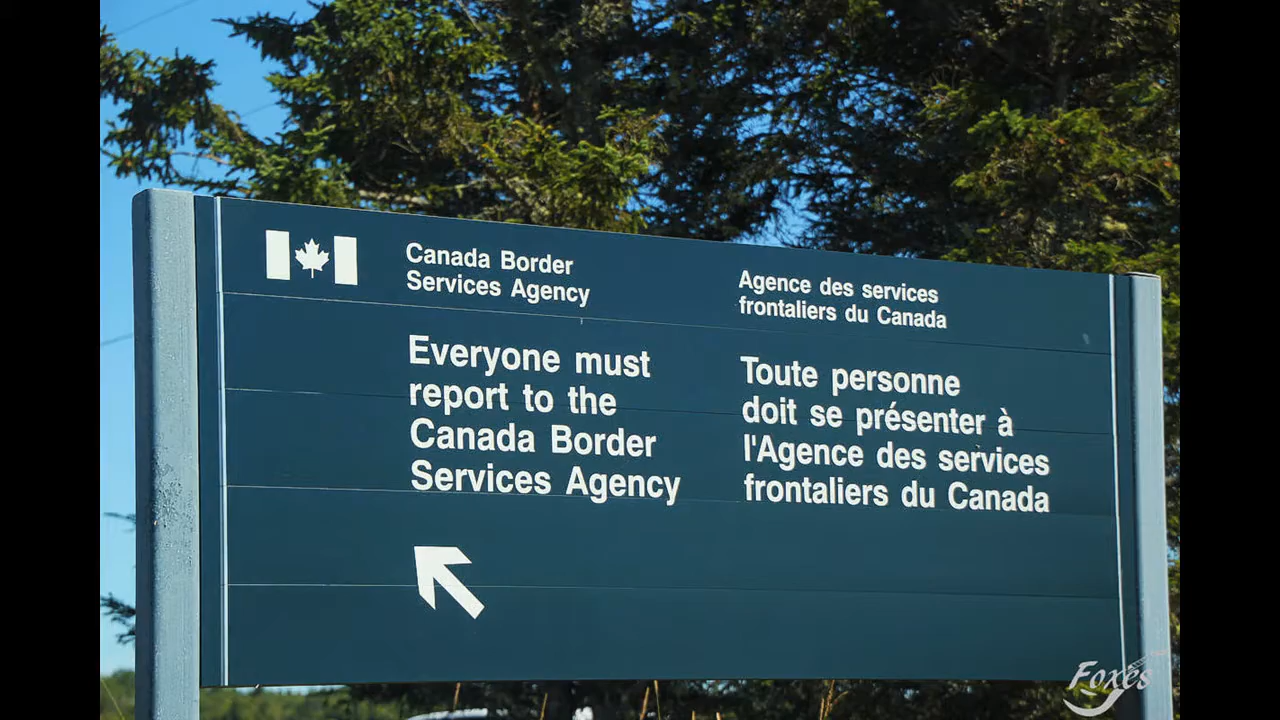 Canada Border
Services Agency
Agence des services
frontaliers du Canada
Everyone must
report to the
Canada Border
Services Agency
Toute personne
doit se présenter à
l'Agence des services
frontaliers du Canada
Foxes